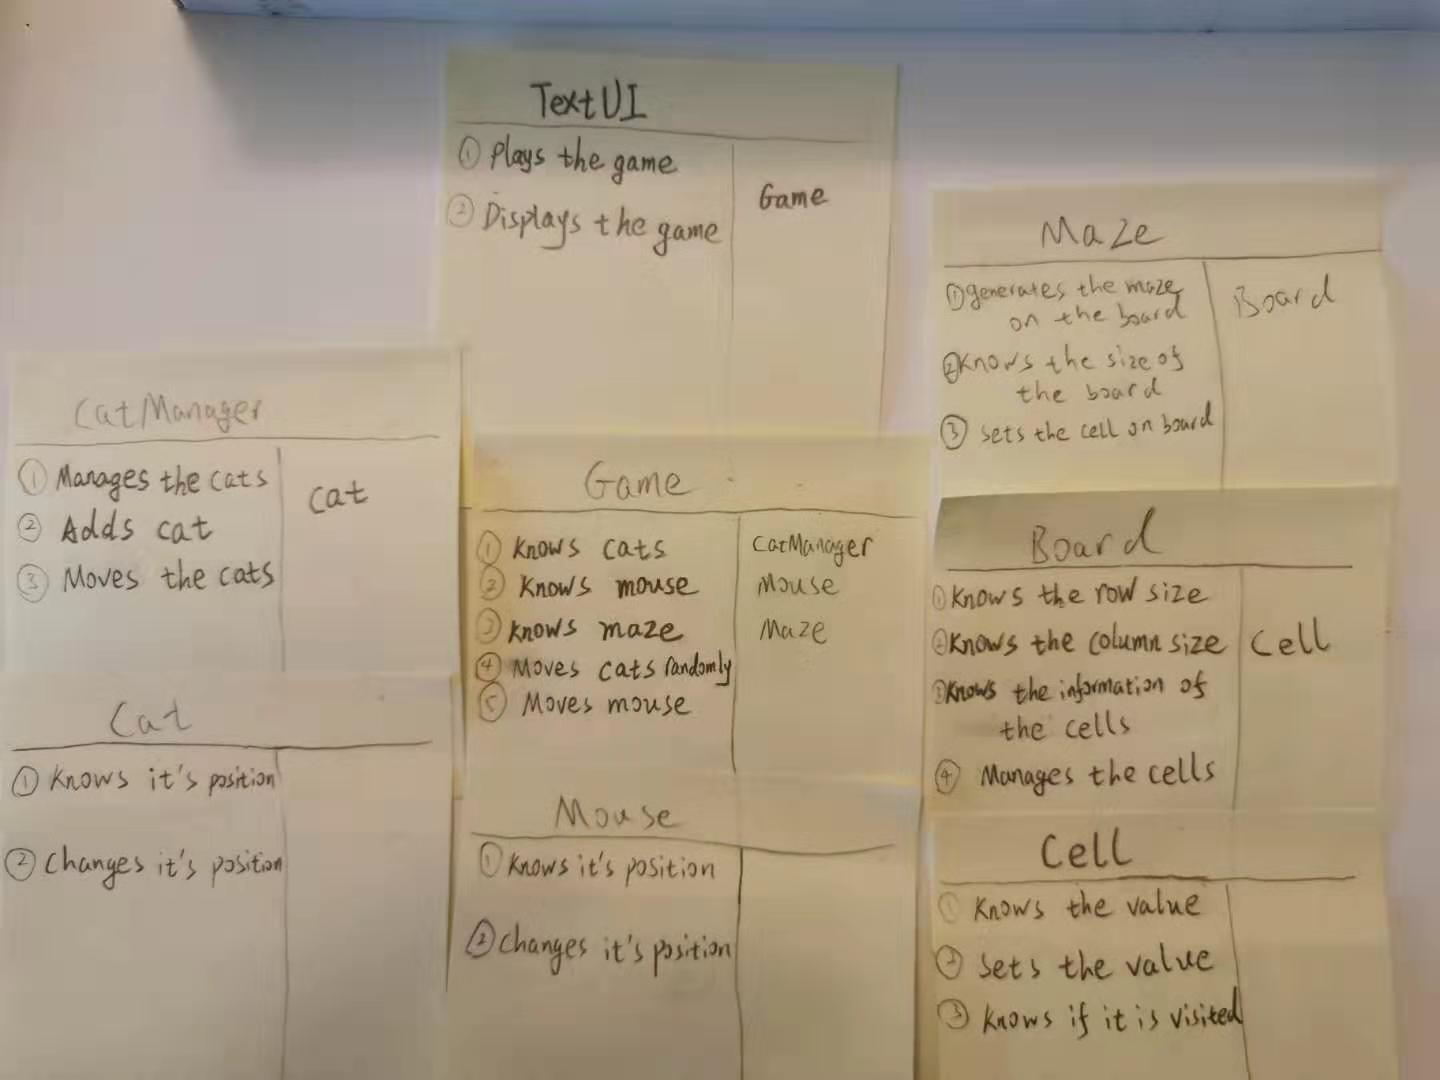 TextUI
① Plays the game
② Displays the game
Game
Maze
① generates the maze
on the board
② Knows the size of
the board
③ sets the cell on board
Board
CatManager
① Manages the cats
② Adds cat
③ Moves the cats
cat
Game
① Knows cats
② Knows mouse
③ Knows maze
④ Moves cats randomly
⑤ Moves mouse
CatManager
Mouse
Maze
Board
① Knows the row size
② Knows the column size
③ Knows the information of
the cells
④ Manages the cells
Cell
Cat
① Knows it's position
② Changes it's position
Mouse
① Knows it's position
② Changes it's position
Cell
① Knows the value
② sets the value
③ Knows if it is visited